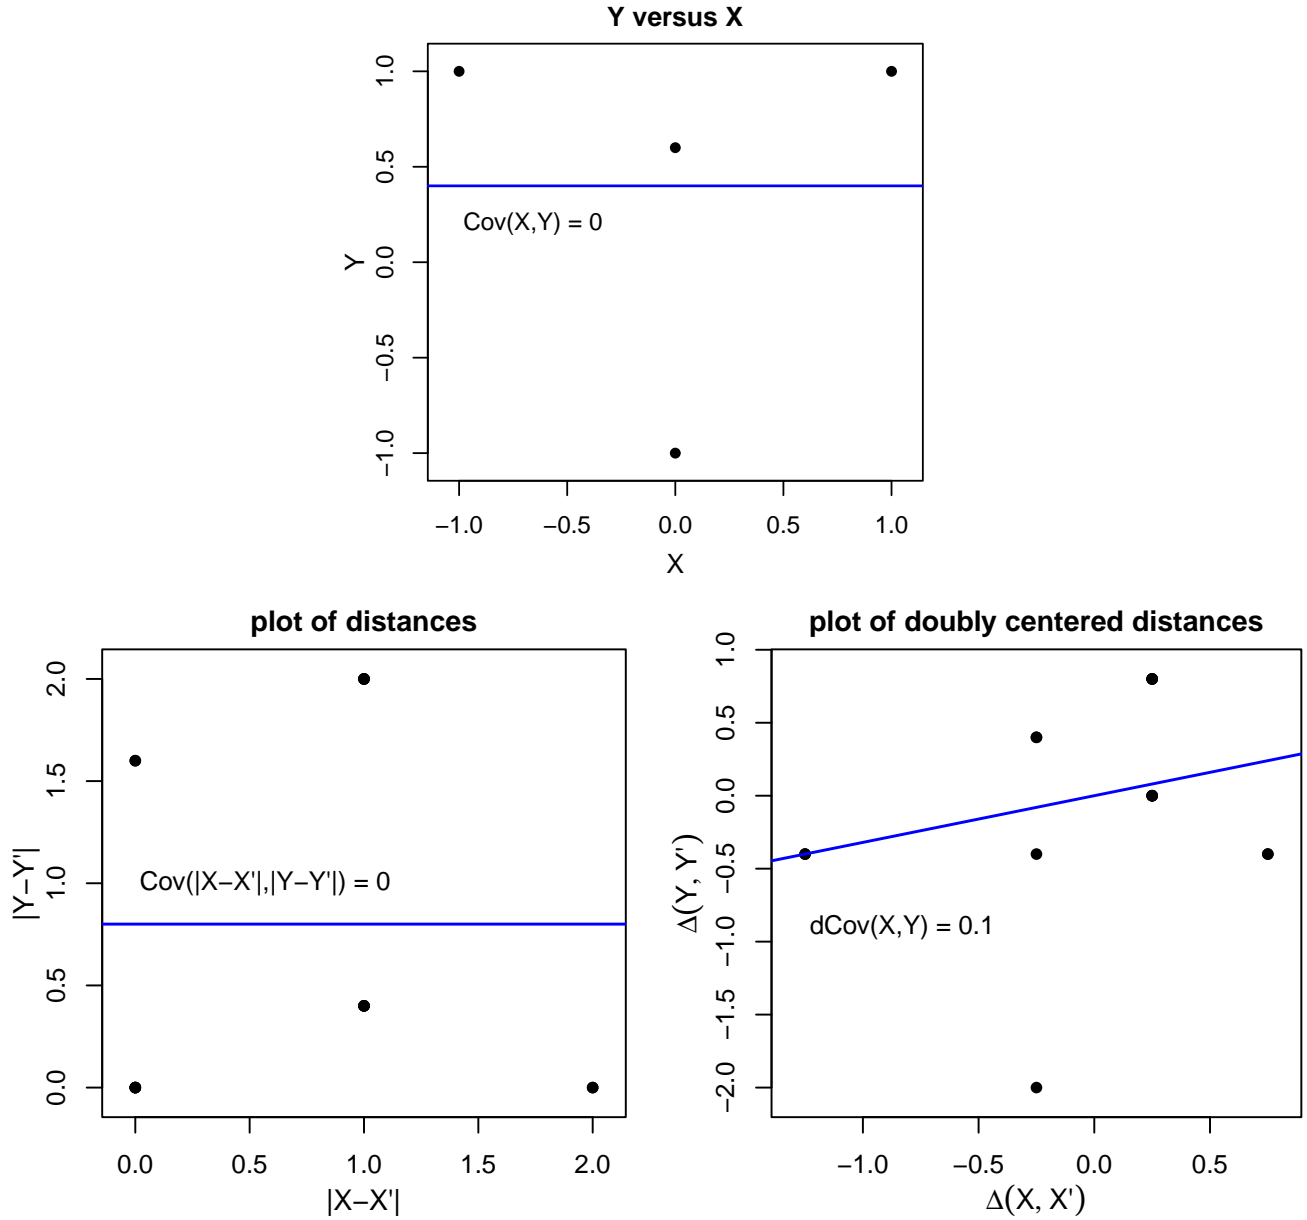 Y versus X
1.0
0.5
0.0
−0.5
−1.0
Y
Cov(X,Y) = 0
−1.0 −0.5 0.0 0.5 1.0
X
plot of distances
2.0
1.5
1.0
0.5
0.0
|Y−Y'|
Cov(|X−X'|,|Y−Y'|) = 0
0.0 0.5 1.0 1.5 2.0
|X−X'|
plot of doubly centered distances
1.0
0.5
0.0
−0.5
−1.0
−1.5
−2.0
Δ(Y, Y')
dCov(X,Y) = 0.1
−1.0 −0.5 0.0 0.5
Δ(X, X')